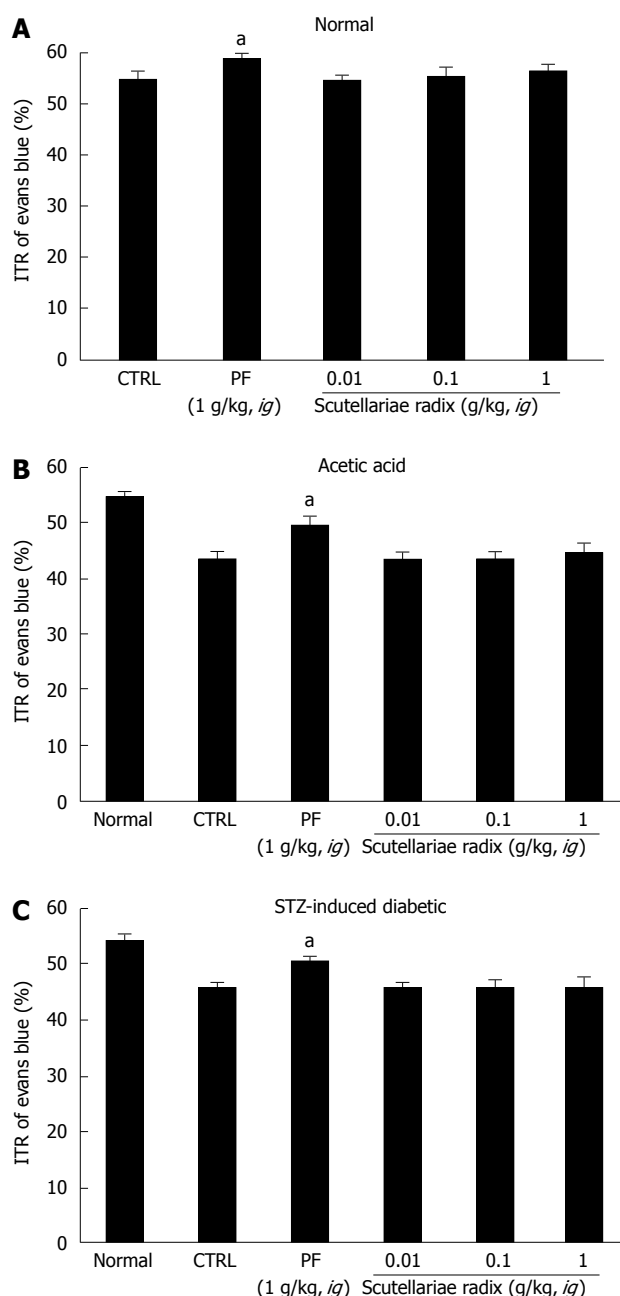 A
Normal
a
60
50
40
30
20
10
0
ITR of evans blue (%)
CTRL PF 0.01 0.1 1
(1 g/kg, ig) Scutellariae radix (g/kg, ig)
B
Acetic acid
a
60
50
40
30
20
10
0
ITR of evans blue (%)
Normal CTRL PF 0.01 0.1 1
(1 g/kg, ig) Scutellariae radix (g/kg, ig)
C
STZ-induced diabetic
a
60
50
40
30
20
10
0
ITR of evans blue (%)
Normal CTRL PF 0.01 0.1 1
(1 g/kg, ig) Scutellariae radix (g/kg, ig)